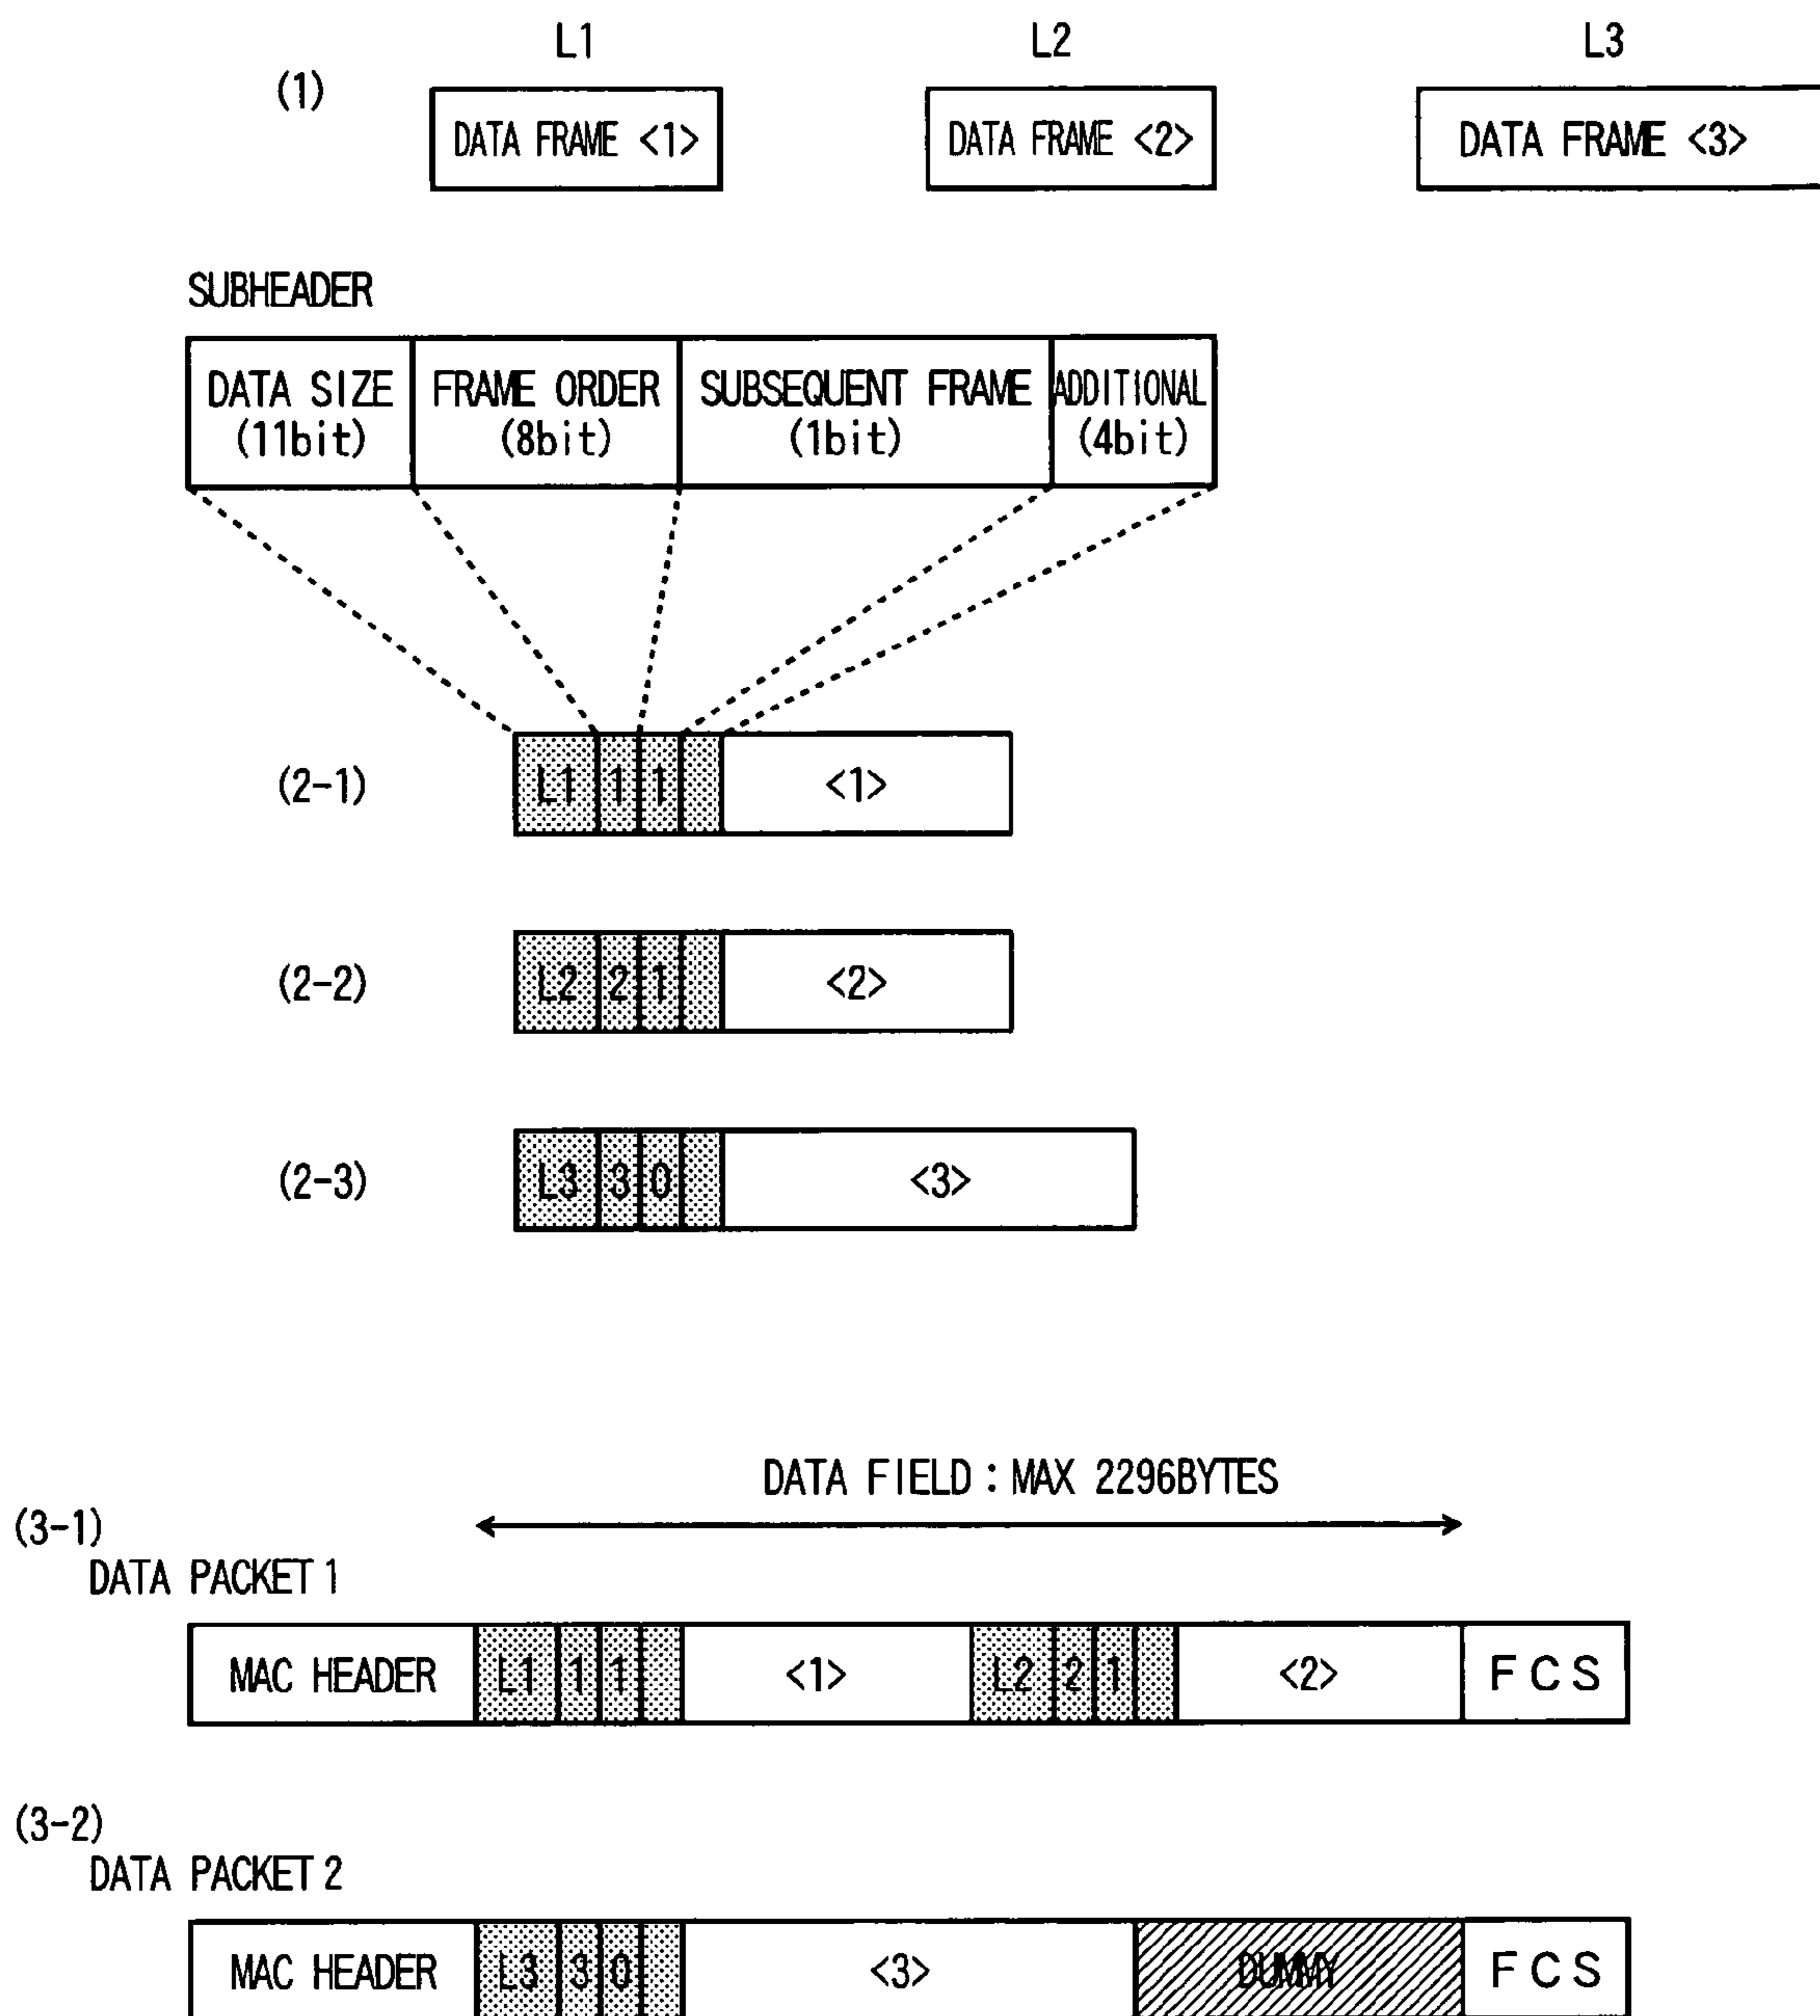 L1 L2 L3
(1)
DATA FRAME <1> DATA FRAME <2> DATA FRAME <3>
SUBHEADER
DATA SIZE FRAME ORDER SUBSEQUENT FRAME ADDITIONAL
(11bit) (8bit) (1bit) (4bit)
(2-1) L1 1 1 <1>
(2-2) L2 2 1 <2>
(2-3) L3 3 0 <3>
DATA FIELD : MAX 2296BYTES
(3-1)
DATA PACKET 1
MAC HEADER L1 1 1 <1> L2 2 1 <2> FCS
(3-2)
DATA PACKET 2
MAC HEADER L3 3 0 <3> DUMMY FCS